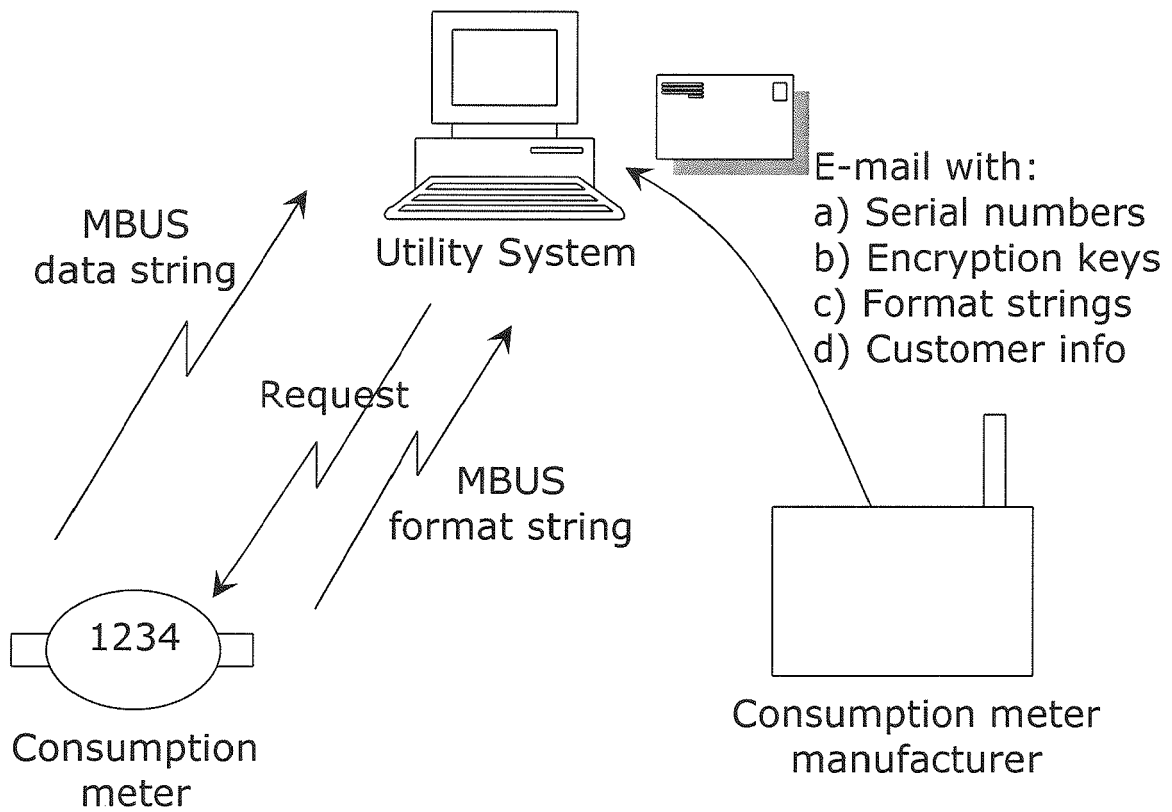 E-mail with:
a) Serial numbers
b) Encryption keys
c) Format strings
d) Customer info
MBUS
data string
Utility System
Request
MBUS
format string
1234
Consumption
meter
Consumption meter
manufacturer